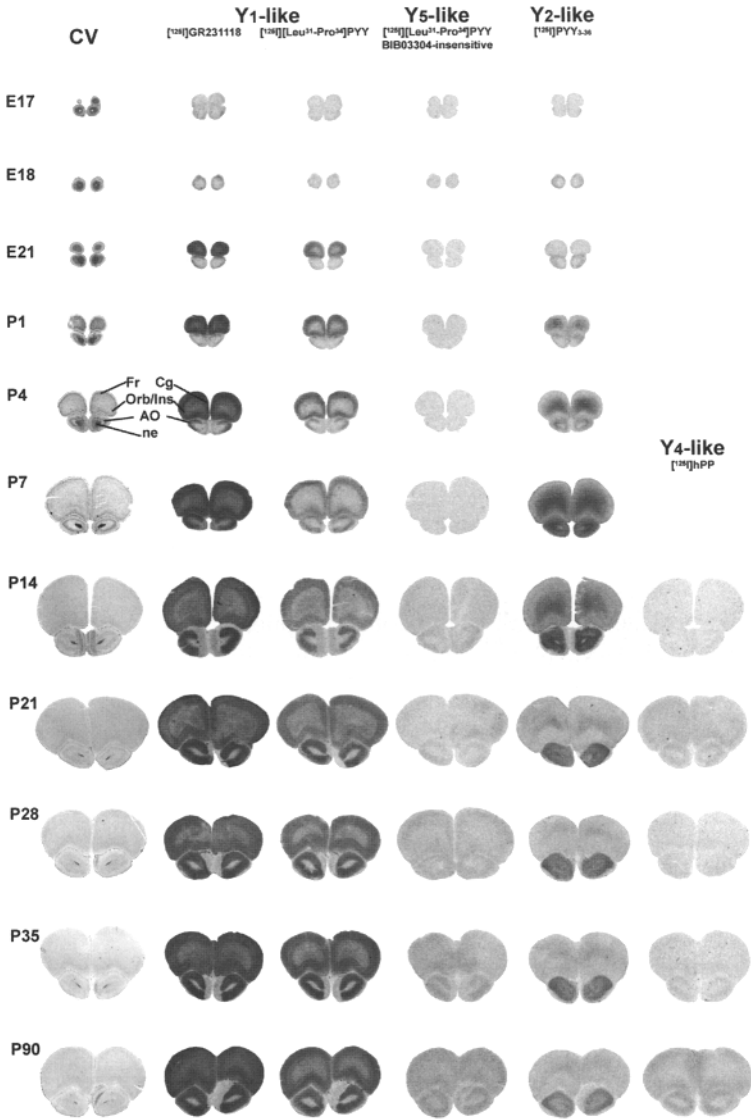 CV
Y1-like
[125I]GR231118 [125I][Leu31-Pro34]PYY
Y5-like
[125I][Leu31-Pro34]PYY
BIBO3304-insensitive
Y2-like
[125I]PYY3-36
E17
E18
E21
P1
P4
Fr Cg
Orb/Ins
AO
ne
Y4-like
[125I]hPP
P7
P14
P21
P28
P35
P90